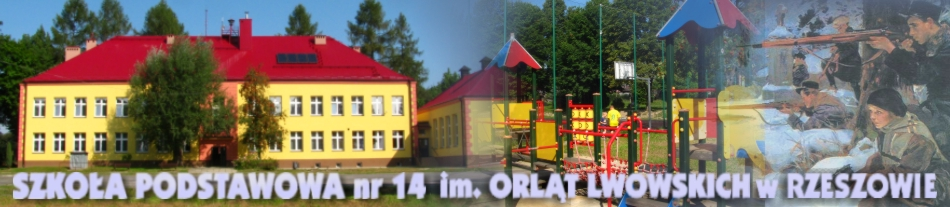 SZKOŁA PODSTAWOWA nr 14 im. ORLĄT LWOWSKICH w RZESZOWIE